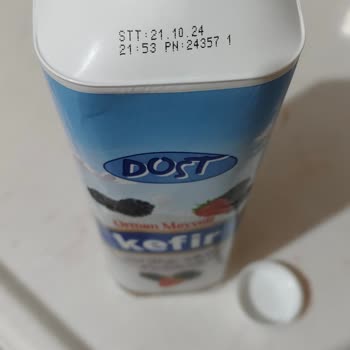 STT:21.10.24
21:53 PN:24357 1
DOST
Orman Meyveli
kefir